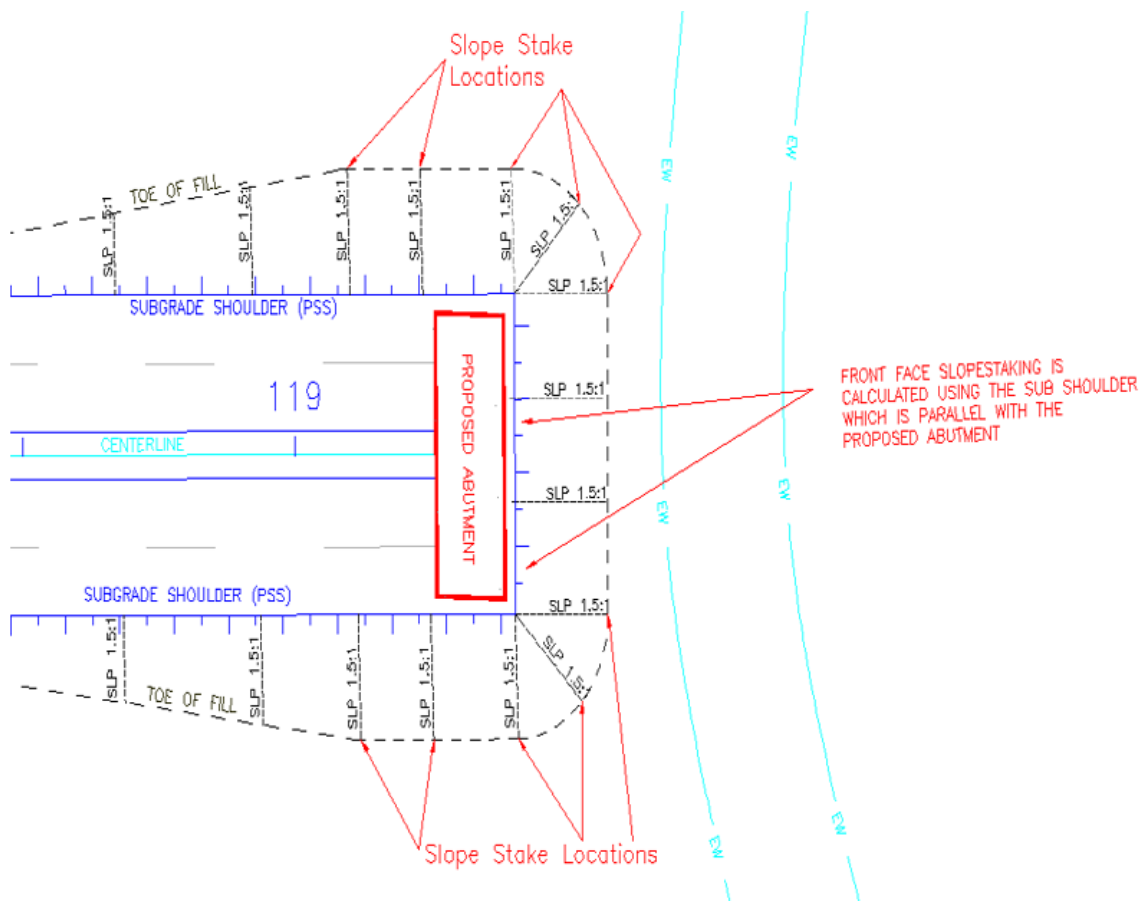 Slope Stake
Locations
EW
EW
TOE OF FILL
SLP 1.5:1
SLP 1.5:1
SLP 1.5:1
SLP 1.5:1
SLP 1.5:1
SLP 1.5:1
SLP 1.5:1
SUBGRADE SHOULDER (PSS)
119
PROPOSED ABUTMENT
SLP 1.5:1
FRONT FACE SLOPESTAKING IS
CALCULATED USING THE SUB SHOULDER
WHICH IS PARALLEL WITH THE
PROPOSED ABUTMENT
CENTERLINE
SLP 1.5:1
EW
EW
SUBGRADE SHOULDER (PSS)
SLP 1.5:1
SLP 1.5:1
SLP 1.5:1
SLP 1.5:1
SLP 1.5:1
SLP 1.5:1
SLP 1.5:1
TOE OF FILL
EW
EW
Slope Stake Locations